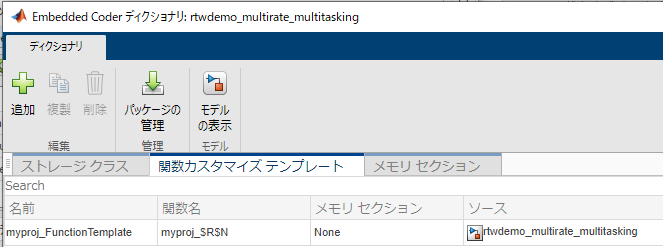 Embedded Coder ディクショナリ: rtwdemo_multirate_multitasking
ディクショナリ
追加
複製
削除
パッケージの
管理
モデル
の表示
編集
管理
モデル
ストレージ クラス
関数カスタマイズ テンプレート
メモリ セクション
Search
名前 関数名 メモリ セクション ソース
myproj_FunctionTemplate myproj_$R$N None rtwdemo_multirate_multitasking